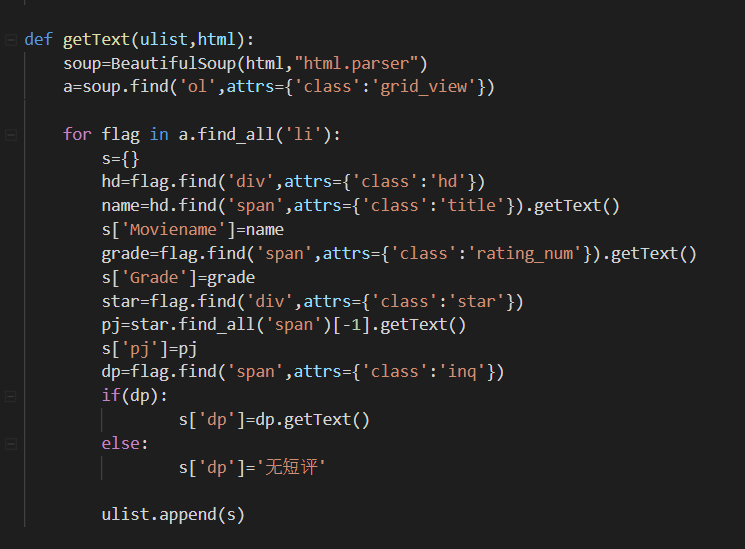 def getText(ulist,html):
    soup=BeautifulSoup(html,"html.parser")
    a=soup.find('ol',attrs={'class':'grid_view'})

    for flag in a.find_all('li'):
        s={}
        hd=flag.find('div',attrs={'class':'hd'})
        name=hd.find('span',attrs={'class':'title'}).getText()
        s['Moviename']=name
        grade=flag.find('span',attrs={'class':'rating_num'}).getText()
        s['Grade']=grade
        star=flag.find('div',attrs={'class':'star'})
        pj=star.find_all('span')[-1].getText()
        s['pj']=pj
        dp=flag.find('span',attrs={'class':'inq'})
        if(dp):
                s['dp']=dp.getText()
        else:
                s['dp']='无短评'

        ulist.append(s)